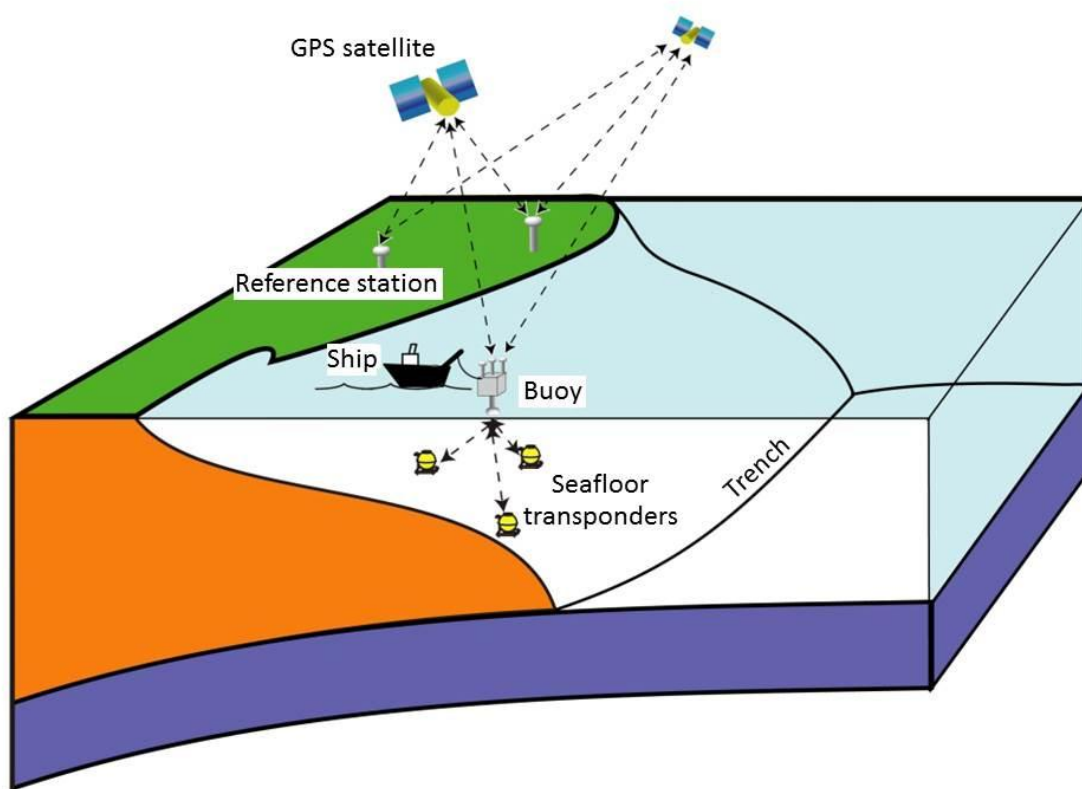 GPS satellite
Reference station
Ship
Buoy
Seafloor
transponders
Trench